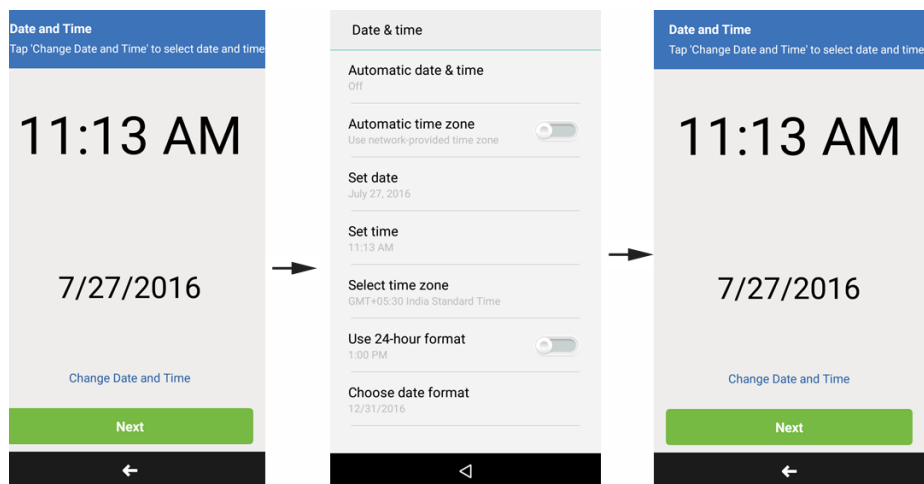 Date and Time
Tap 'Change Date and Time' to select date and time
11:13 AM
7/27/2016
Change Date and Time
Next
Date & time
Automatic date & time
Off
Automatic time zone
Use network-provided time zone
Set date
July 27, 2016
Set time
11:13 AM
Select time zone
GMT+05:30 India Standard Time
Use 24-hour format
1:00 PM
Choose date format
12/31/2016
Date and Time
Tap 'Change Date and Time' to select date and time
11:13 AM
7/27/2016
Change Date and Time
Next